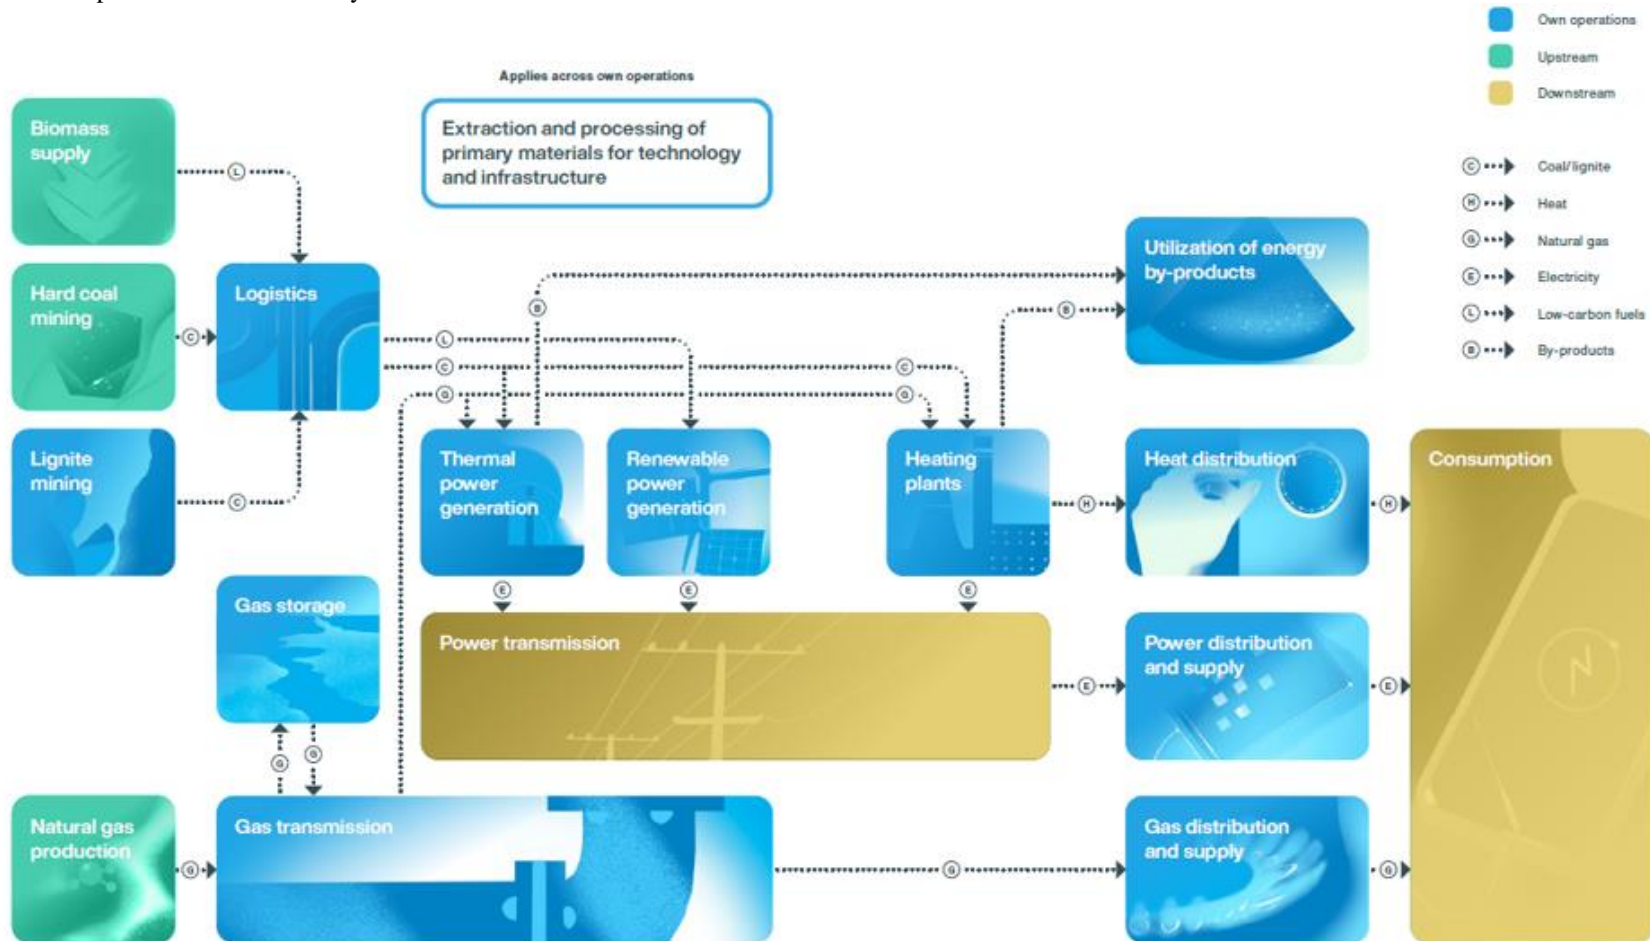 Own operations
Upstream
Downstream
Applies across own operations
Extraction and processing of
primary materials for technology
and infrastructure
Biomass
supply
L
C
Coal/lignite
H
Heat
G
Natural gas
E
Electricity
L
Low-carbon fuels
B
By-products
Hard coal
mining
C
Logistics
Utilization of energy
by-products
B
B
L
C
C
G
G
Lignite
mining
C
Thermal
power
generation
Renewable
power
generation
Heating
plants
H
Heat distribution
H
Consumption
E
E
E
Gas storage
G
G
Power transmission
E
Power distribution
and supply
E
Natural gas
production
G
Gas transmission
G
Gas distribution
and supply
G